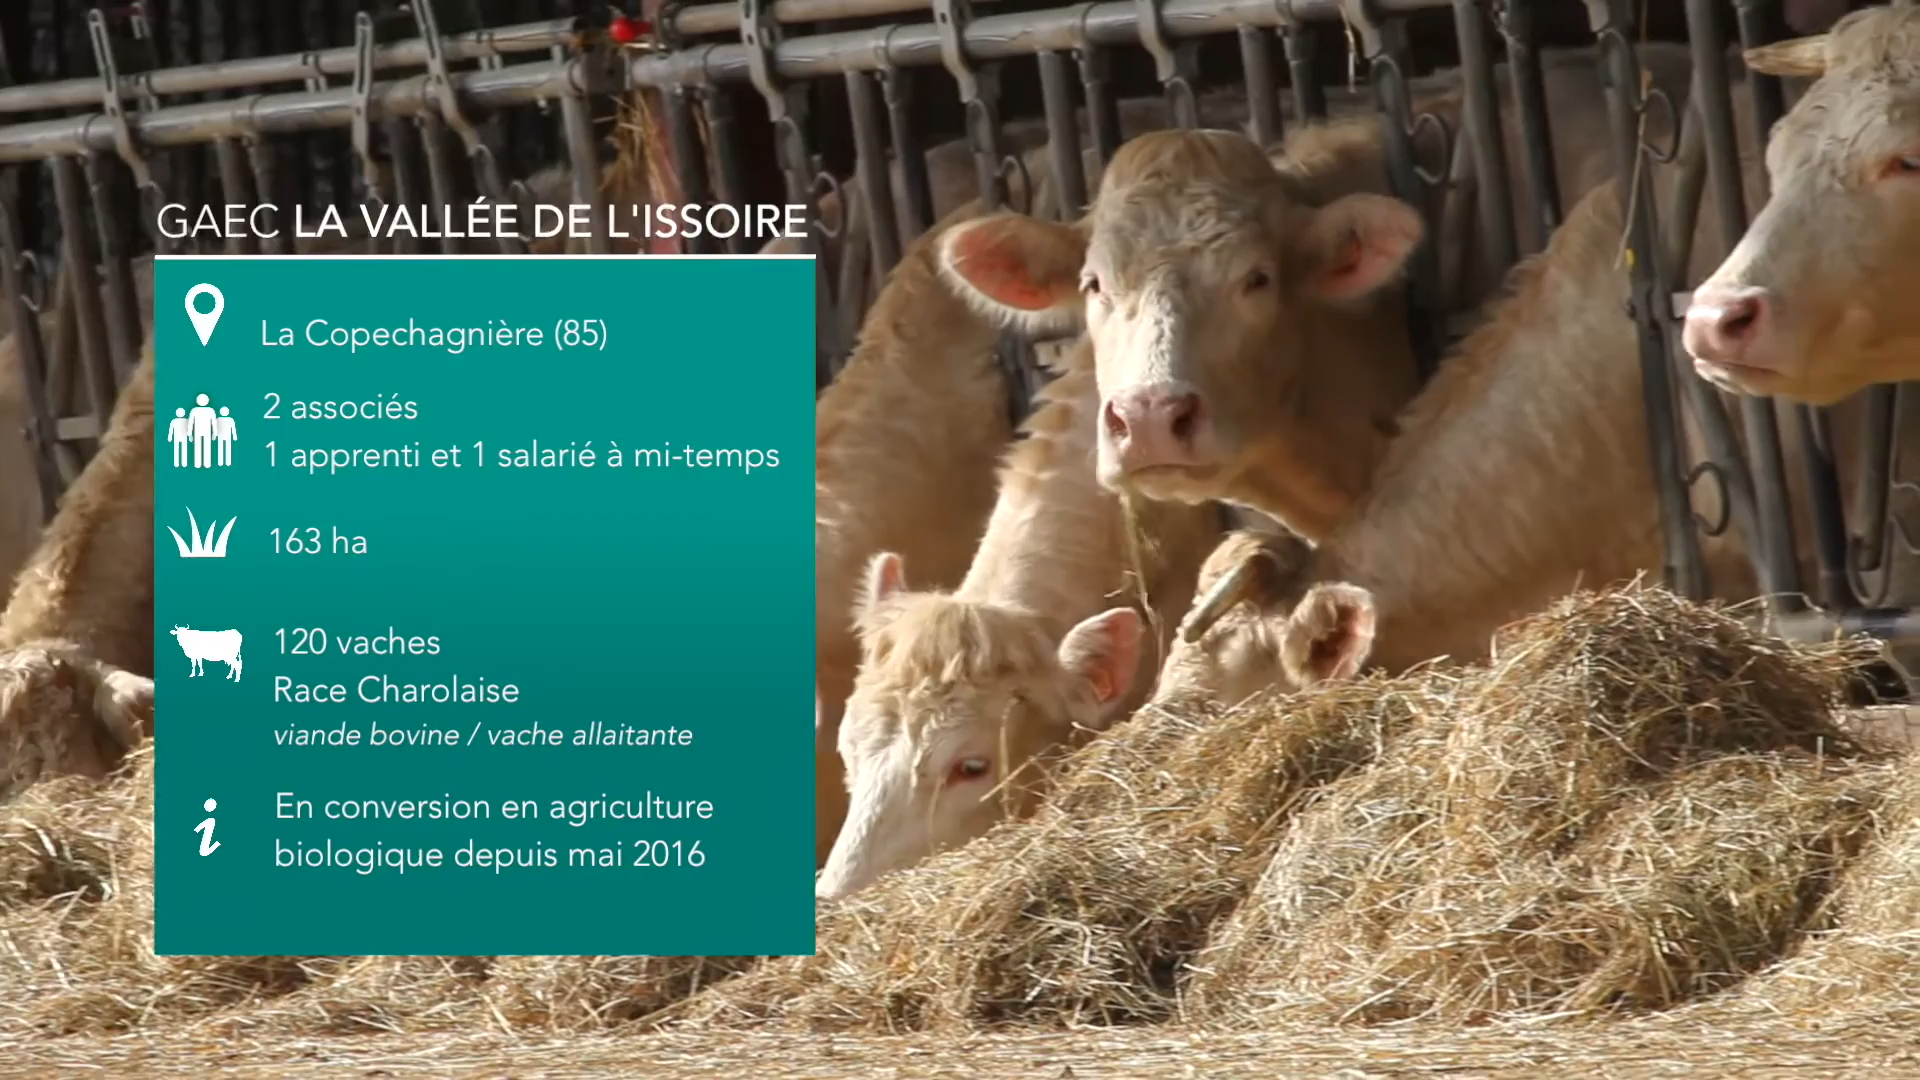 GAEC LA VALLÉE DE L'ISSOIRE
La Copechagnière (85)
2 associés
1 apprenti et 1 salarié à mi-temps
163 ha
120 vaches
Race Charolaise
viande bovine / vache allaitante
En conversion en agriculture
biologique depuis mai 2016